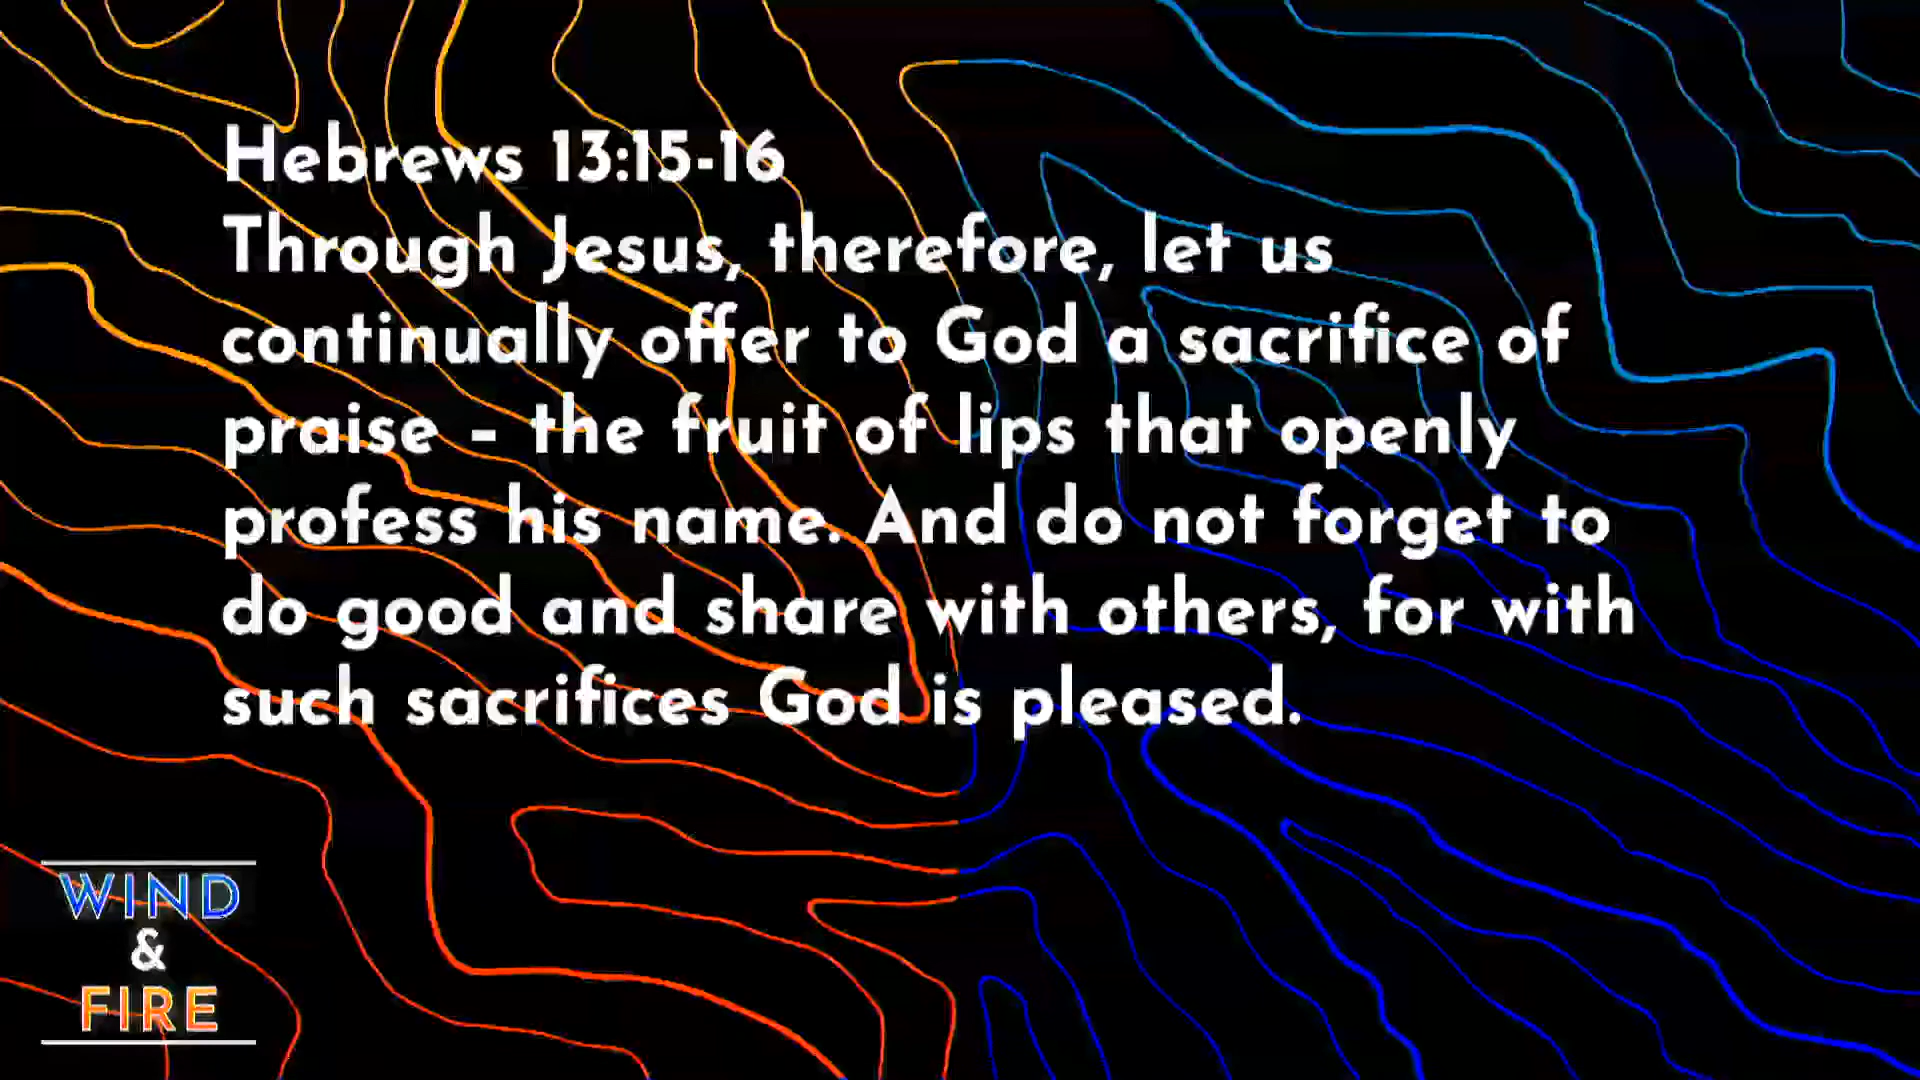 Hebrews 13:15-16
Through Jesus, therefore, let us
continually offer to God a sacrifice of
praise – the fruit of lips that openly
profess his name. And do not forget to
do good and share with others, for with
such sacrifices God is pleased.
WIND
&
FIRE